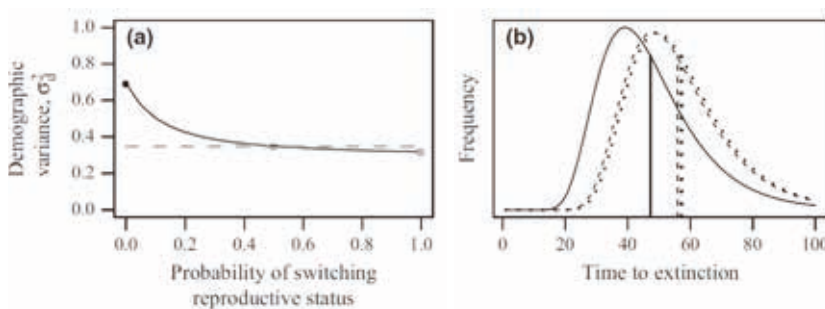 (a)
Demographic
variance, σ²d
1.0
0.8
0.6
0.4
0.2
0.0
0.0 0.2 0.4 0.6 0.8 1.0
Probability of switching
reproductive status
(b)
Frequency
0 20 40 60 80 100
Time to extinction